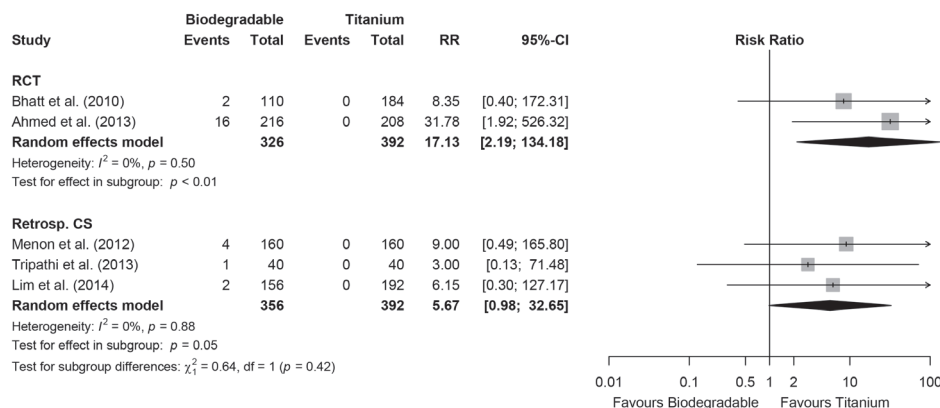 Biodegradable Titanium
Study Events Total Events Total RR 95%-CI Risk Ratio
RCT
Bhatt et al. (2010) 2 110 0 184 8.35 [0.40; 172.31]
Ahmed et al. (2013) 16 216 0 208 31.78 [1.92; 526.32]
Random effects model 326 392 17.13 [2.19; 134.18]
Heterogeneity: I² = 0%, p = 0.50
Test for effect in subgroup: p < 0.01
Retrosp. CS
Menon et al. (2012) 4 160 0 160 9.00 [0.49; 165.80]
Tripathi et al. (2013) 1 40 0 40 3.00 [0.13; 71.48]
Lim et al. (2014) 2 156 0 192 6.15 [0.30; 127.17]
Random effects model 356 392 5.67 [0.98; 32.65]
Heterogeneity: I² = 0%, p = 0.88
Test for effect in subgroup: p = 0.05
Test for subgroup differences: χ²₁ = 0.64, df = 1 (p = 0.42)
0.01 0.1 0.5 1 2 10 100
Favours Biodegradable Favours Titanium